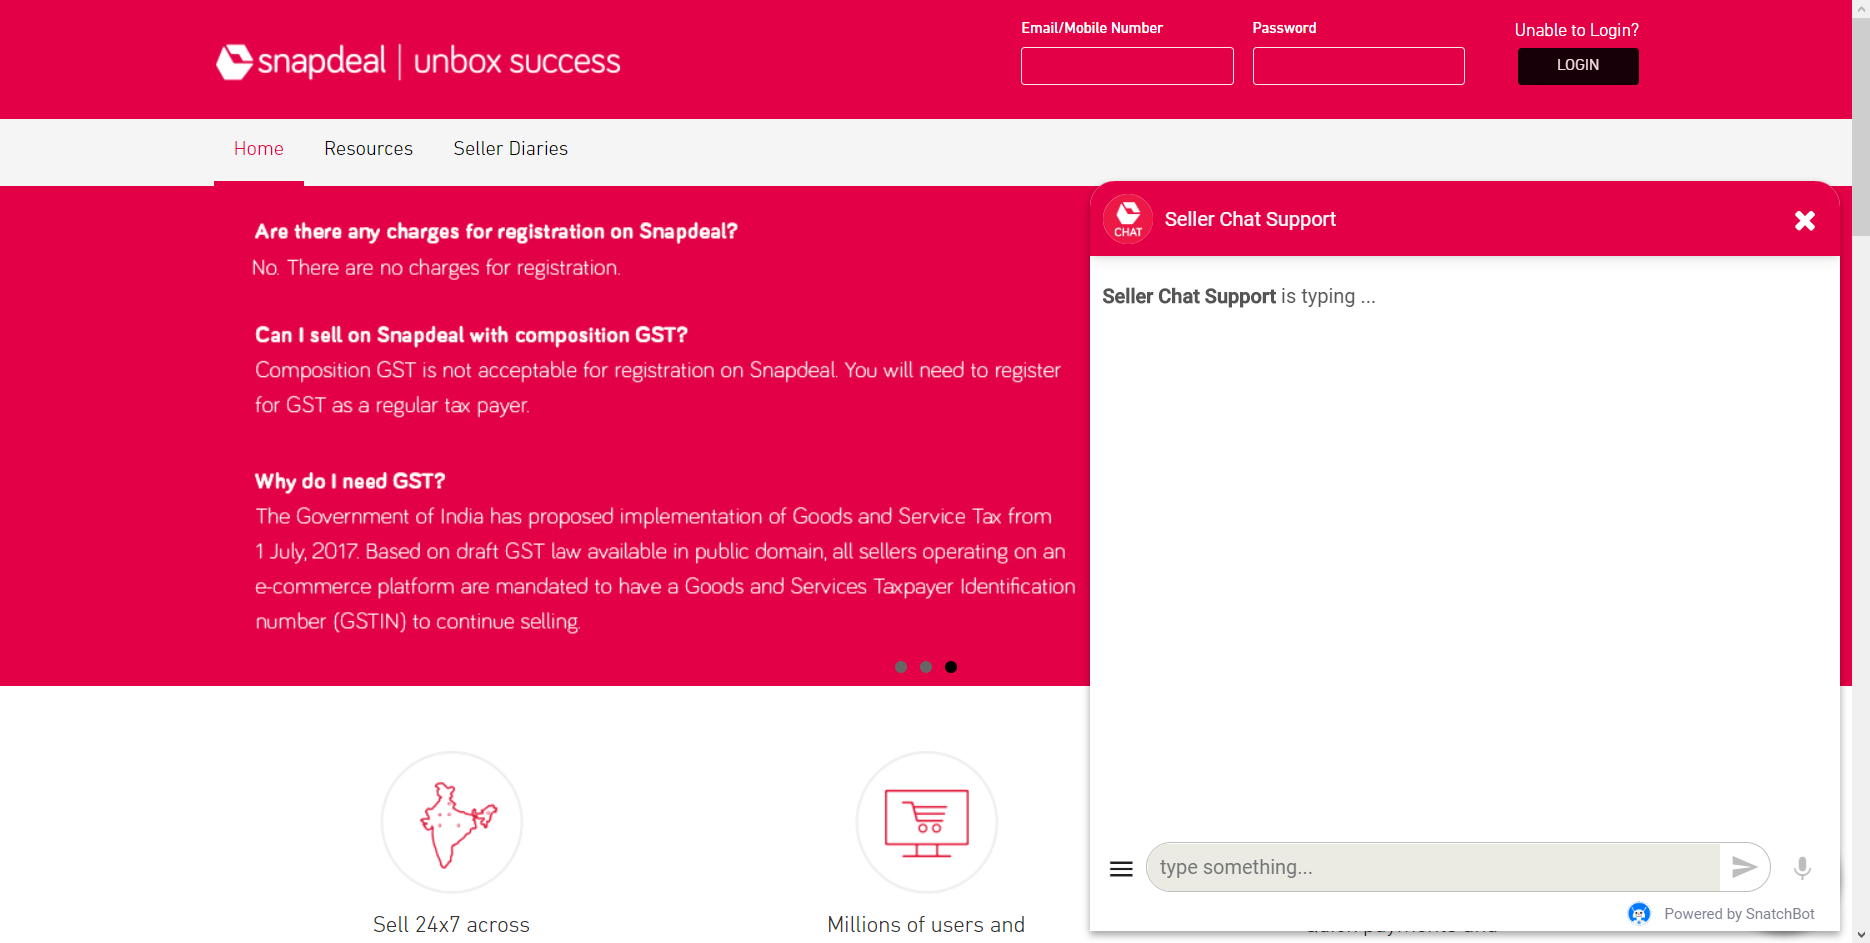 snapdeal | unbox success
Email/Mobile Number
Password
Unable to Login?
LOGIN
Home
Resources
Seller Diaries
Are there any charges for registration on Snapdeal?
No. There are no charges for registration.
Can I sell on Snapdeal with composition GST?
Composition GST is not acceptable for registration on Snapdeal. You will need to register
for GST as a regular tax payer.
Why do I need GST?
The Government of India has proposed implementation of Goods and Service Tax from
1 July, 2017. Based on draft GST law available in public domain, all sellers operating on an
e-commerce platform are mandated to have a Goods and Services Taxpayer Identification
number (GSTIN) to continue selling.
CHAT
Seller Chat Support
Seller Chat Support is typing ...
type something...
Powered by SnatchBot
Sell 24x7 across
Millions of users and